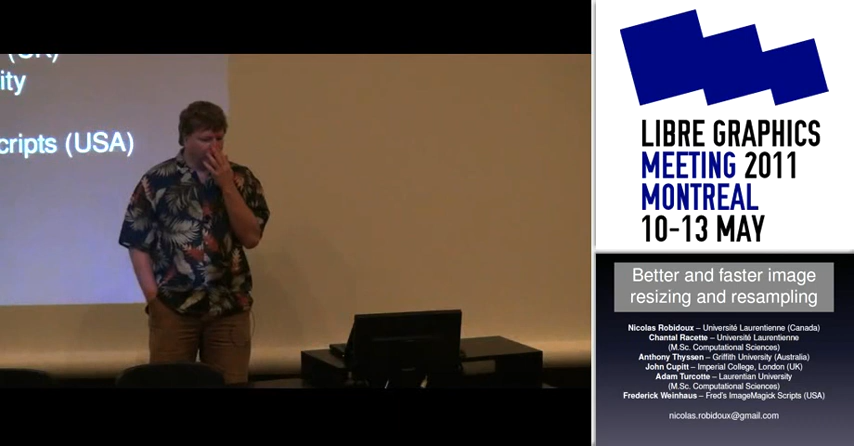 (UK)
ity
cripts (USA)
LIBRE GRAPHICS
MEETING 2011
MONTREAL
10-13 MAY
Better and faster image
resizing and resampling
Nicolas Robidoux – Université Laurentienne (Canada)
Chantal Racette – Université Laurentienne
(M.Sc. Computational Sciences)
Anthony Thyssen – Griffith University (Australia)
John Cupitt – Imperial College, London (UK)
Adam Turcotte – Laurentian University
(M.Sc. Computational Sciences)
Frederick Weinhaus – Fred's ImageMagick Scripts (USA)
nicolas.robidoux@gmail.com